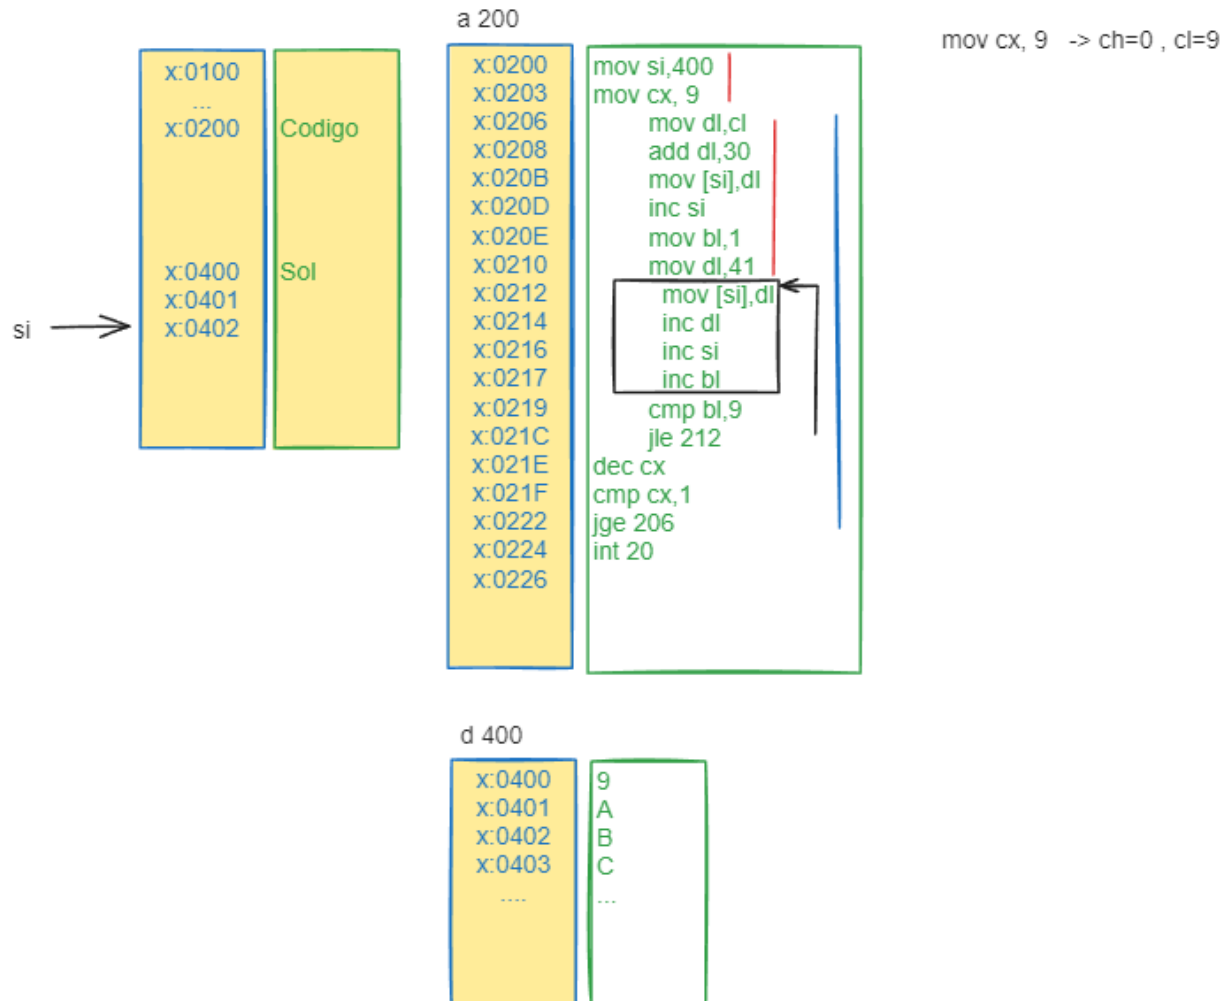 a 200
mov cx, 9 -> ch=0 , cl=9
x:0100
...
x:0200 Codigo
x:0400 Sol
x:0401
x:0402
si
x:0200 mov si,400
x:0203 mov cx, 9
x:0206 mov dl,cl
x:0208 add dl,30
x:020B mov [si],dl
x:020D inc si
x:020E mov bl,1
x:0210 mov dl,41
x:0212 mov [si],dl
x:0214 inc dl
x:0216 inc si
x:0217 inc bl
x:0219 cmp bl,9
x:021C jle 212
x:021E dec cx
x:021F cmp cx,1
x:0222 jge 206
x:0224 int 20
x:0226
d 400
x:0400 9
x:0401 A
x:0402 B
x:0403 C
.... ...